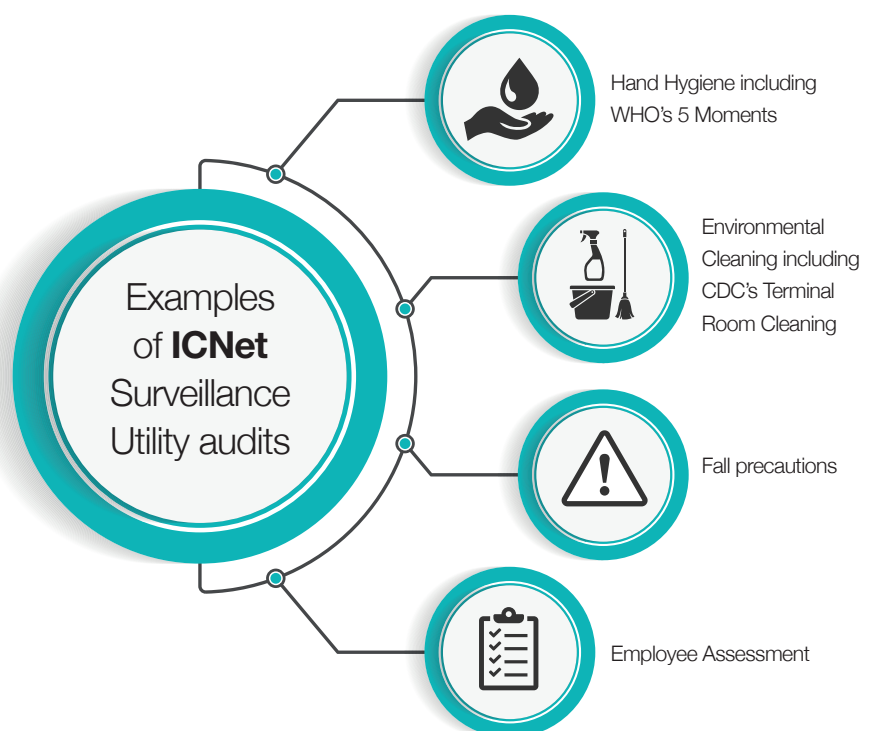 Examples
of ICNet
Surveillance
Utility audits
Hand Hygiene including
WHO's 5 Moments
Environmental
Cleaning including
CDC's Terminal
Room Cleaning
Fall precautions
Employee Assessment